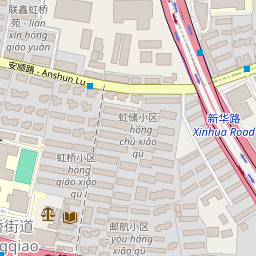 联鑫虹桥
苑 - lián
xīn hóng
qiáo yuàn
安顺路 - Anshun Lu
新华路
Xinhua Road
虹储小区
- hóng
chǔ xiǎo
qū
虹桥小区
- hóng
qiáo xiǎo
qū
桥街道
gqiao
邮航小区
- yóu háng
xiǎo qū